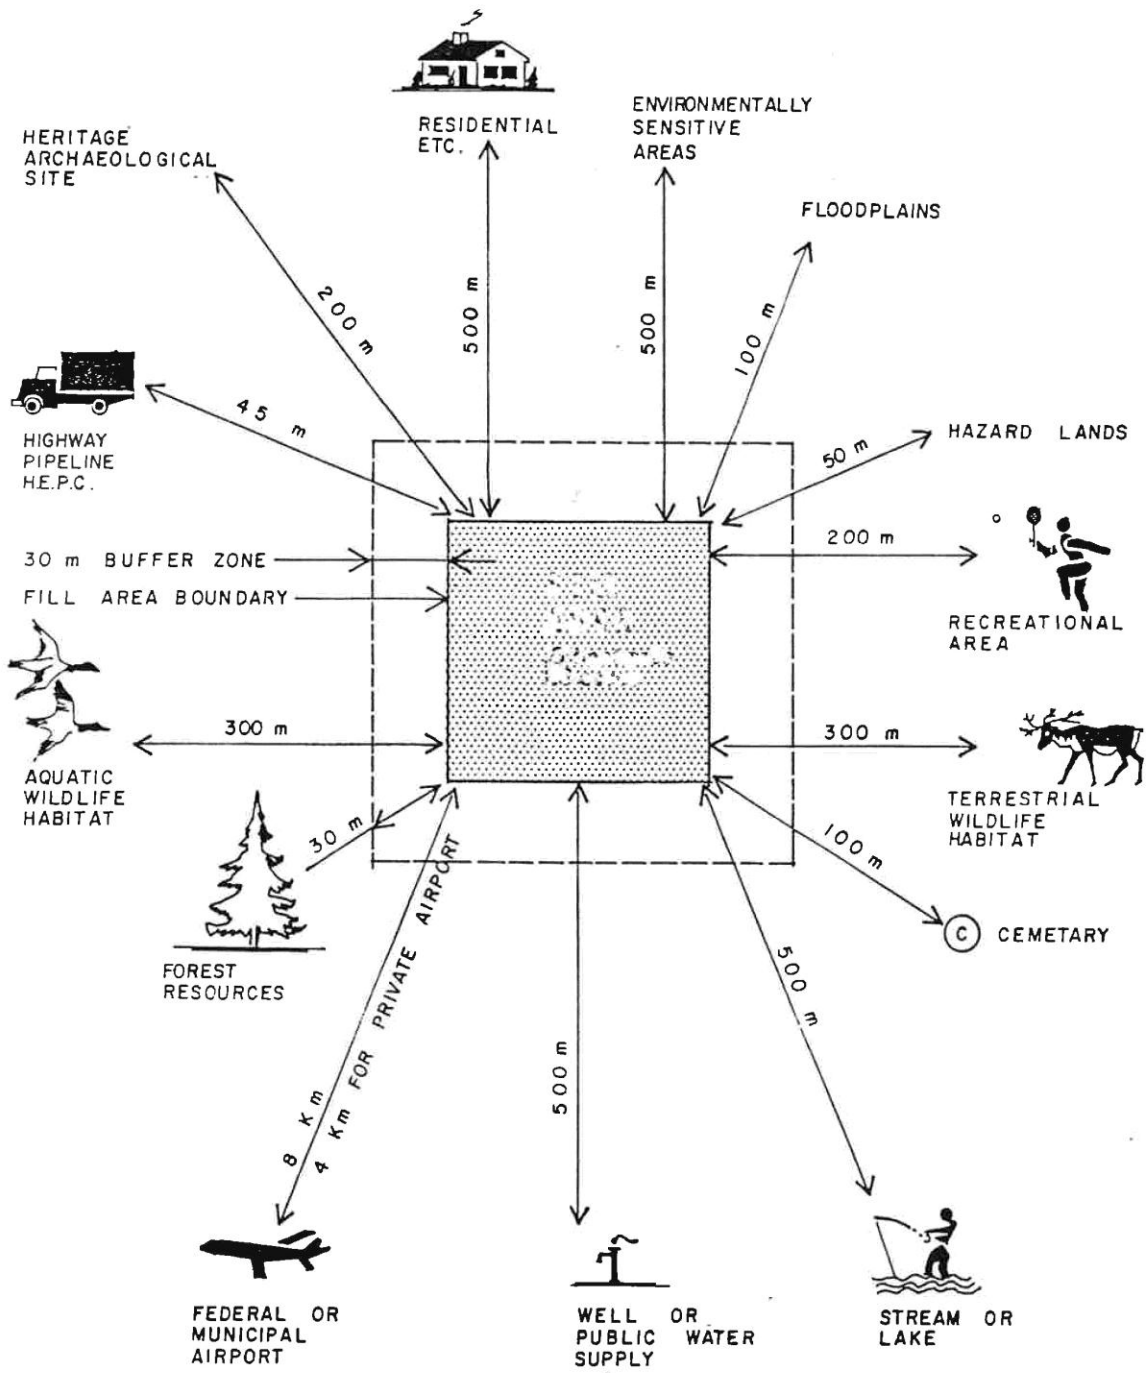 RESIDENTIAL
ETC.
ENVIRONMENTALLY
SENSITIVE
AREAS
HERITAGE
ARCHAEOLOGICAL
SITE
FLOODPLAINS
200 m
500 m
500 m
100 m
45 m
50 m
HAZARD LANDS
HIGHWAY
PIPELINE
H.E.P.C.
30 m BUFFER ZONE
FILL AREA BOUNDARY
200 m
RECREATIONAL
AREA
300 m
AQUATIC
WILDLIFE
HABITAT
300 m
TERRESTRIAL
WILDLIFE
HABITAT
30 m
100 m
C CEMETARY
FOREST
RESOURCES
8 Km
4 Km FOR PRIVATE AIRPORT
500 m
500 m
FEDERAL OR
MUNICIPAL
AIRPORT
WELL OR
PUBLIC WATER
SUPPLY
STREAM OR
LAKE